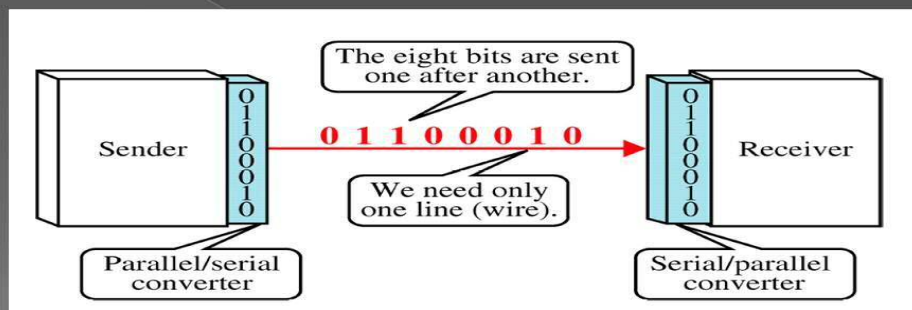 The eight bits are sent
one after another.
0 1 1 0 0 0 1 0
Sender
0
1
1
0
0
0
1
0
We need only
one line (wire).
0
1
1
0
0
0
1
0
Receiver
Parallel/serial
converter
Serial/parallel
converter